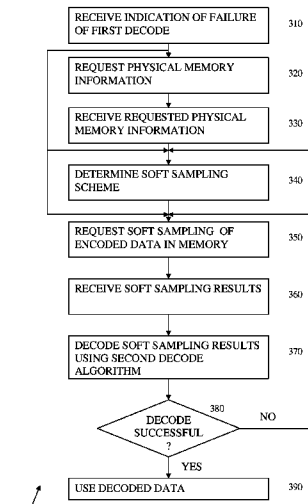 RECEIVE INDICATION OF FAILURE
OF FIRST DECODE
310
REQUEST PHYSICAL MEMORY
INFORMATION
320
RECEIVE REQUESTED PHYSICAL
MEMORY INFORMATION
330
DETERMINE SOFT SAMPLING
SCHEME
340
REQUEST SOFT SAMPLING OF
ENCODED DATA IN MEMORY
350
RECEIVE SOFT SAMPLING RESULTS
360
DECODE SOFT SAMPLING RESULTS
USING SECOND DECODE
ALGORITHM
370
380
DECODE
SUCCESSFUL
?
NO
YES
USE DECODED DATA
390